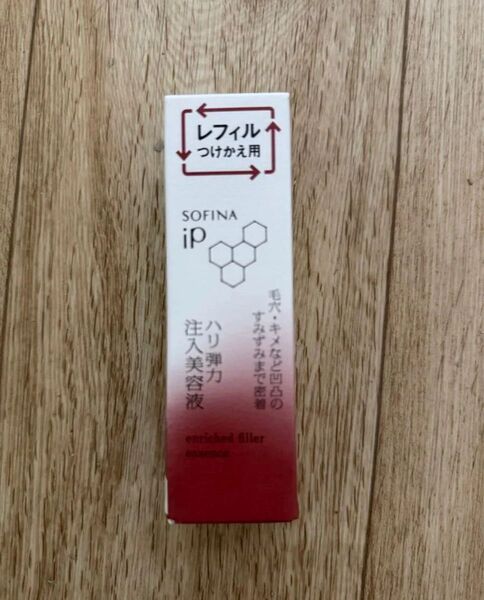 レフィル
つけかえ用
SOFINA
iP
毛穴・キメなど凹凸の
すみずみまで密着
ハリ弾力
注入美容液
enriched filler
essence